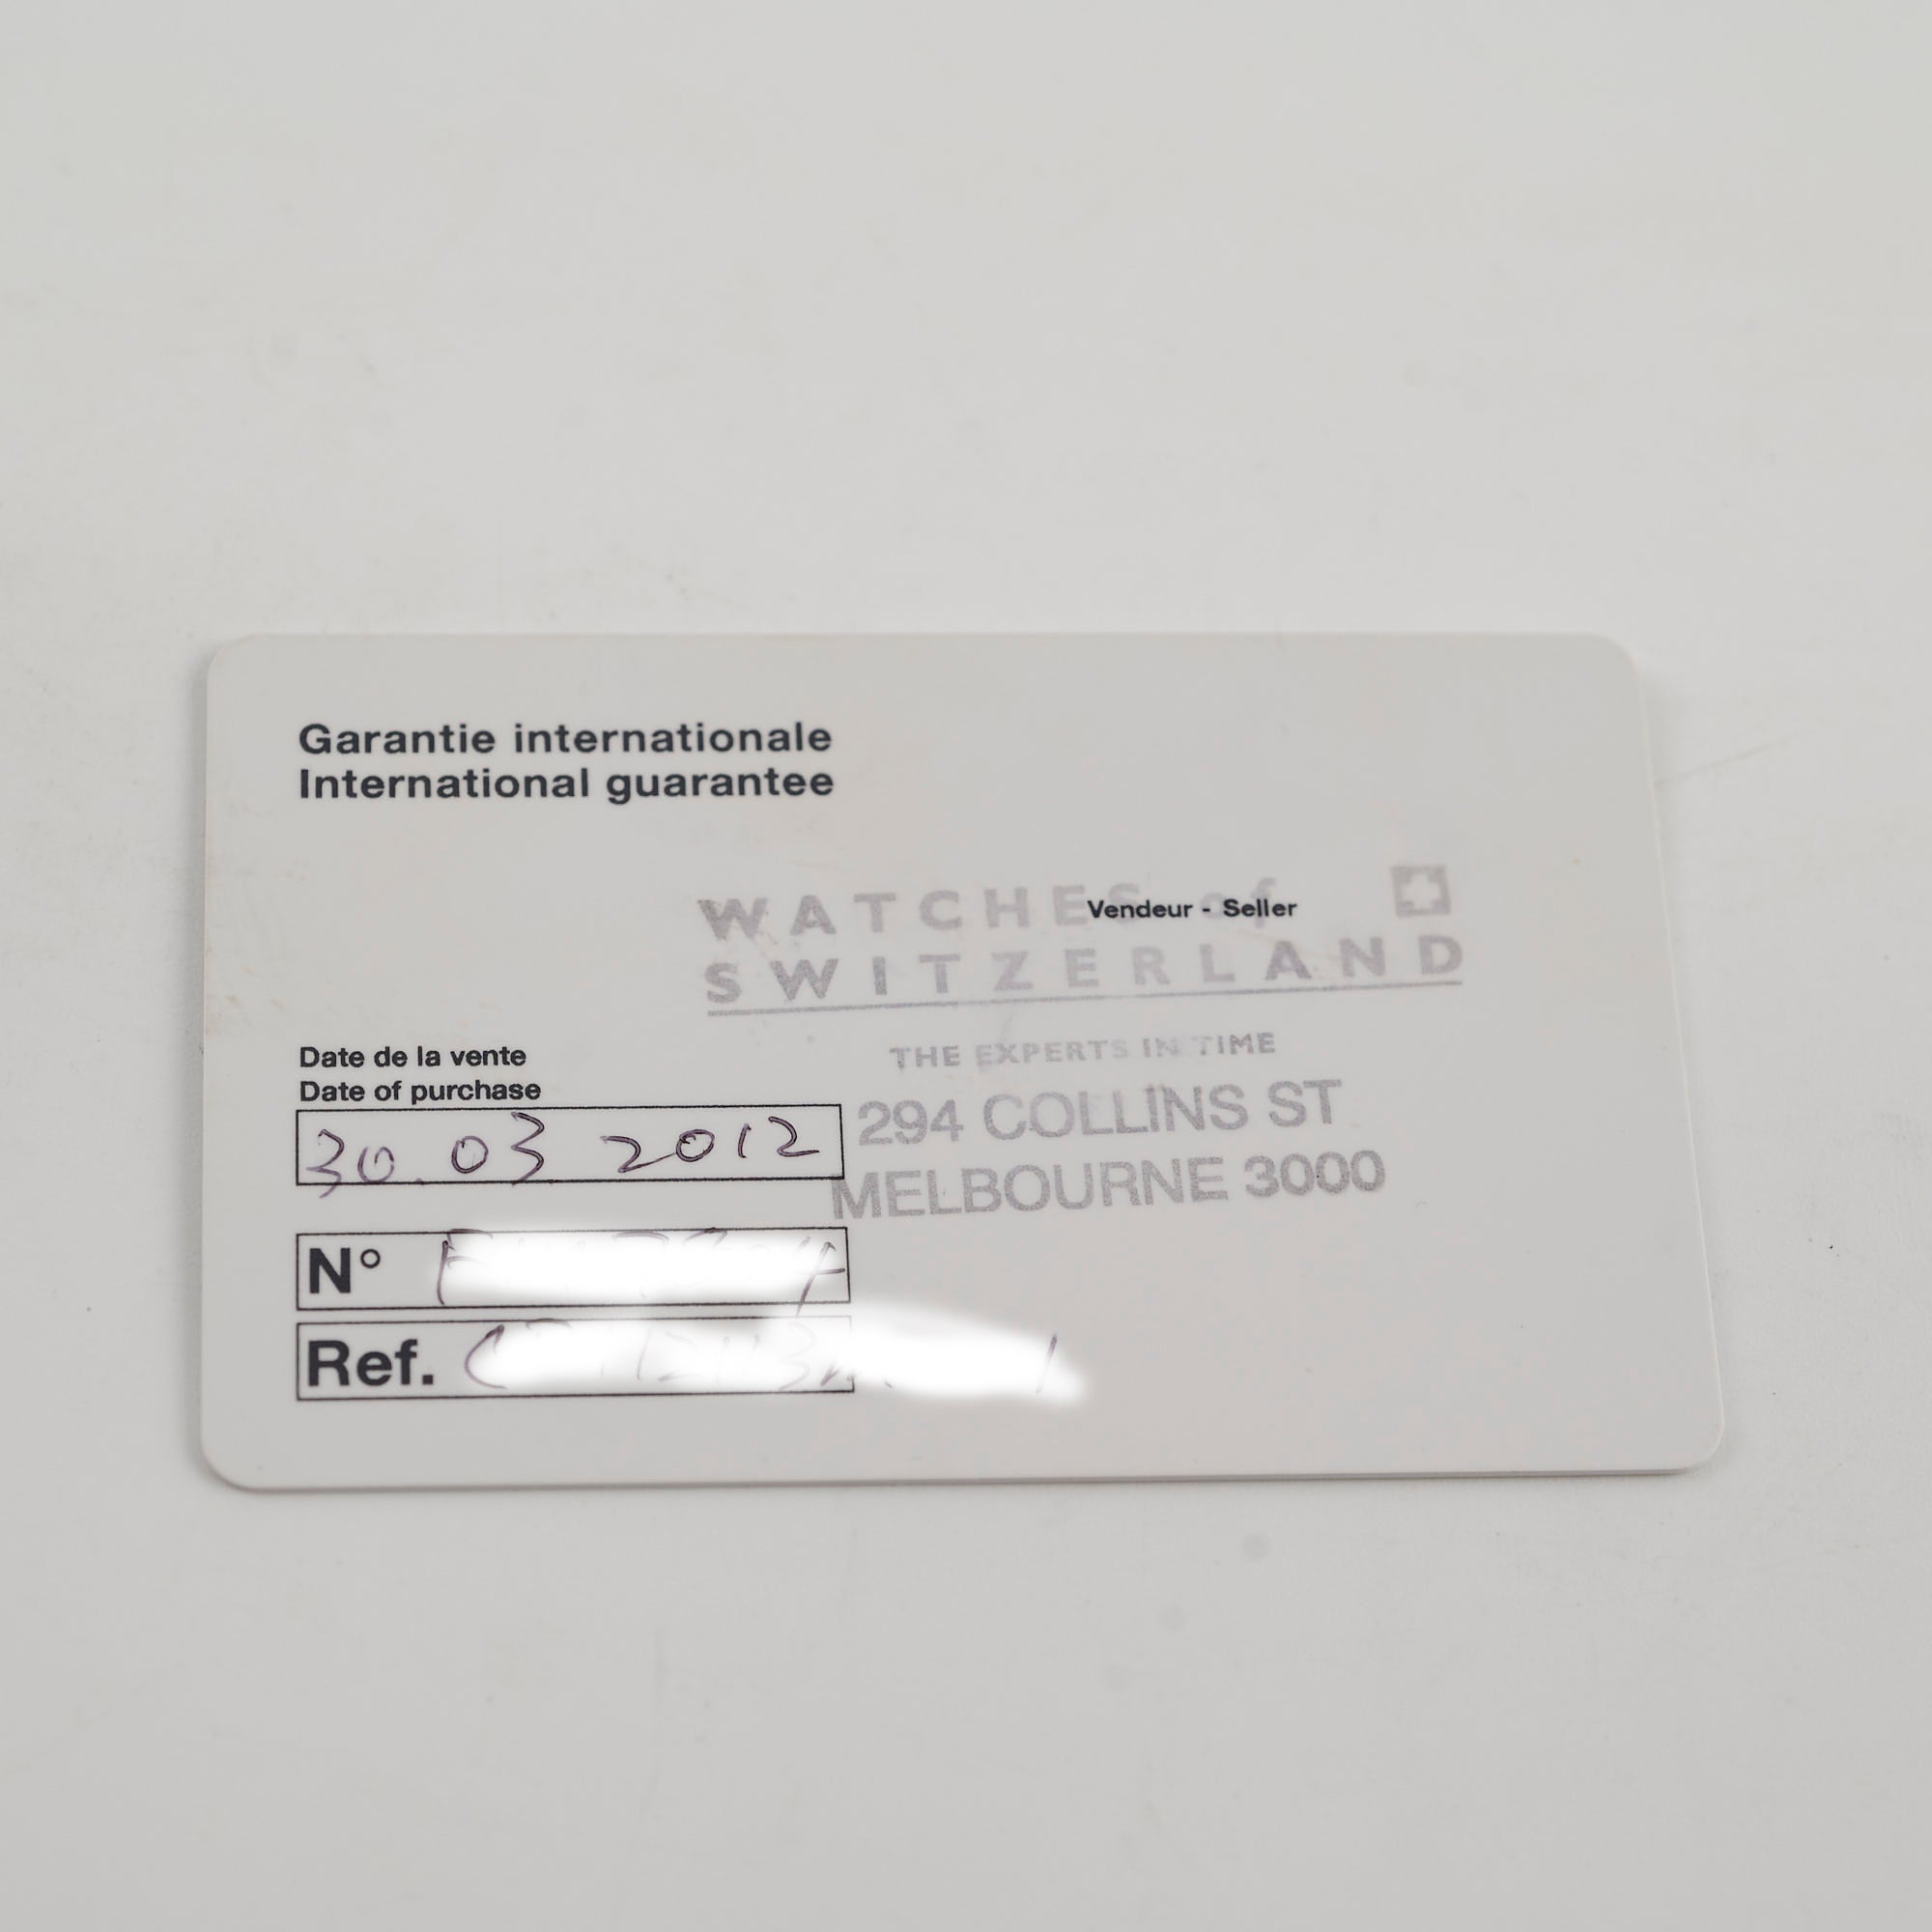 Garantie internationale
International guarantee
WATCHES of
Vendeur - Seller
SWITZERLAND
THE EXPERTS IN TIME
Date de la vente
Date of purchase
30.03 2012
294 COLLINS ST
MELBOURNE 3000
N°
Ref.